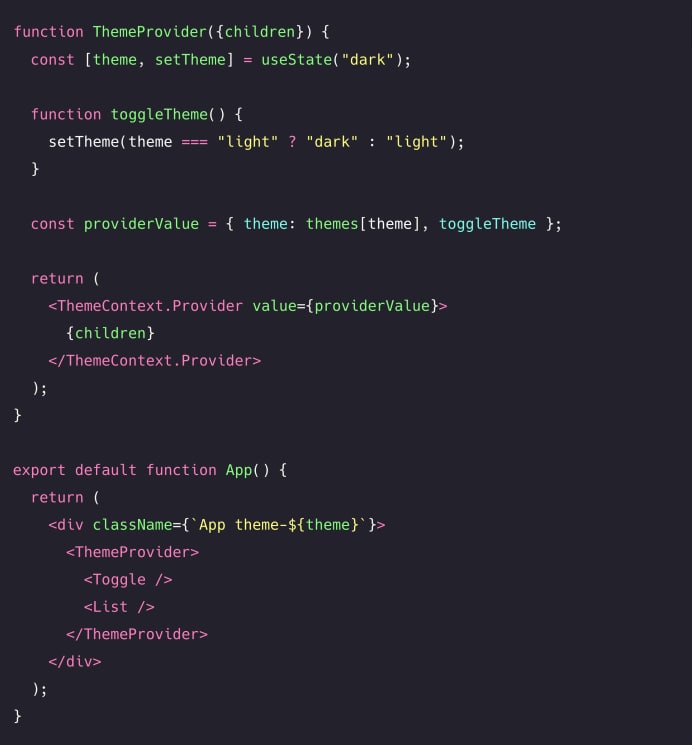 function ThemeProvider({children}) {
  const [theme, setTheme] = useState("dark");
  function toggleTheme() {
    setTheme(theme === "light" ? "dark" : "light");
  }
  const providerValue = { theme: themes[theme], toggleTheme };
  return (
    <ThemeContext.Provider value={providerValue}>
      {children}
    </ThemeContext.Provider>
  );
}
export default function App() {
  return (
    <div className={`App theme-${theme}`}>
      <ThemeProvider>
        <Toggle />
        <List />
      </ThemeProvider>
    </div>
  );
}